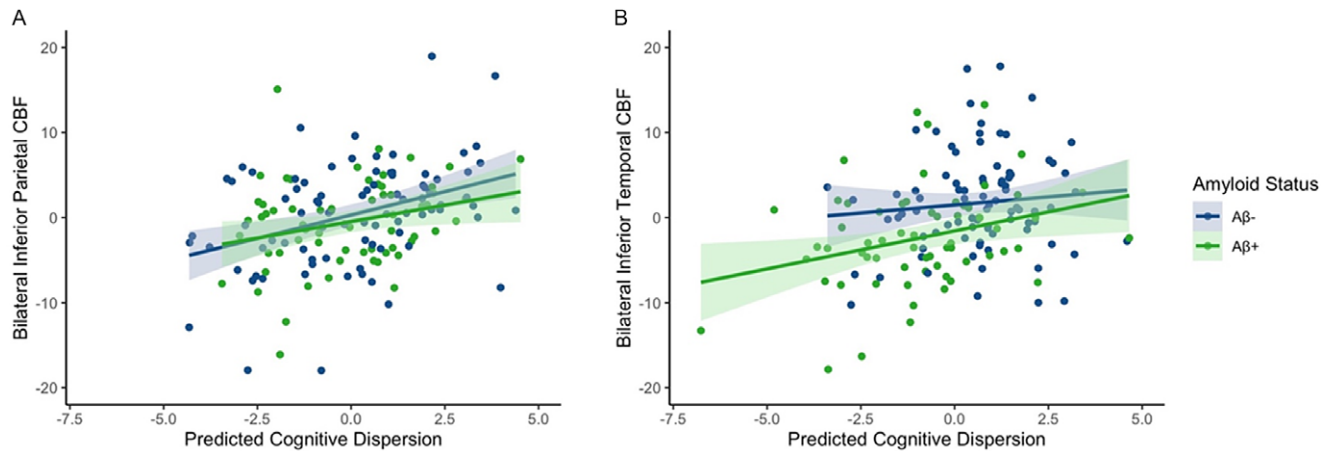 A
B
20
10
0
-10
-20
Bilateral Inferior Parietal CBF
-7.5
-5.0
-2.5
0.0
2.5
5.0
Predicted Cognitive Dispersion
20
10
0
-10
-20
Bilateral Inferior Temporal CBF
-7.5
-5.0
-2.5
0.0
2.5
5.0
Predicted Cognitive Dispersion
Amyloid Status
Aβ-
Aβ+